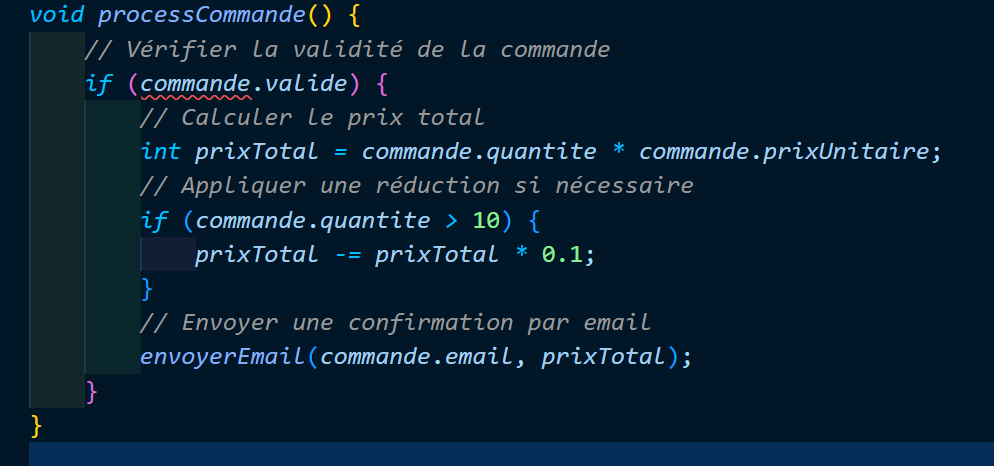 void processCommande() {
// Vérifier la validité de la commande
if (commande.valide) {
// Calculer le prix total
int prixTotal = commande.quantite * commande.prixUnitaire;
// Appliquer une réduction si nécessaire
if (commande.quantite > 10) {
prixTotal -= prixTotal * 0.1;
}
// Envoyer une confirmation par email
envoyerEmail(commande.email, prixTotal);
}
}